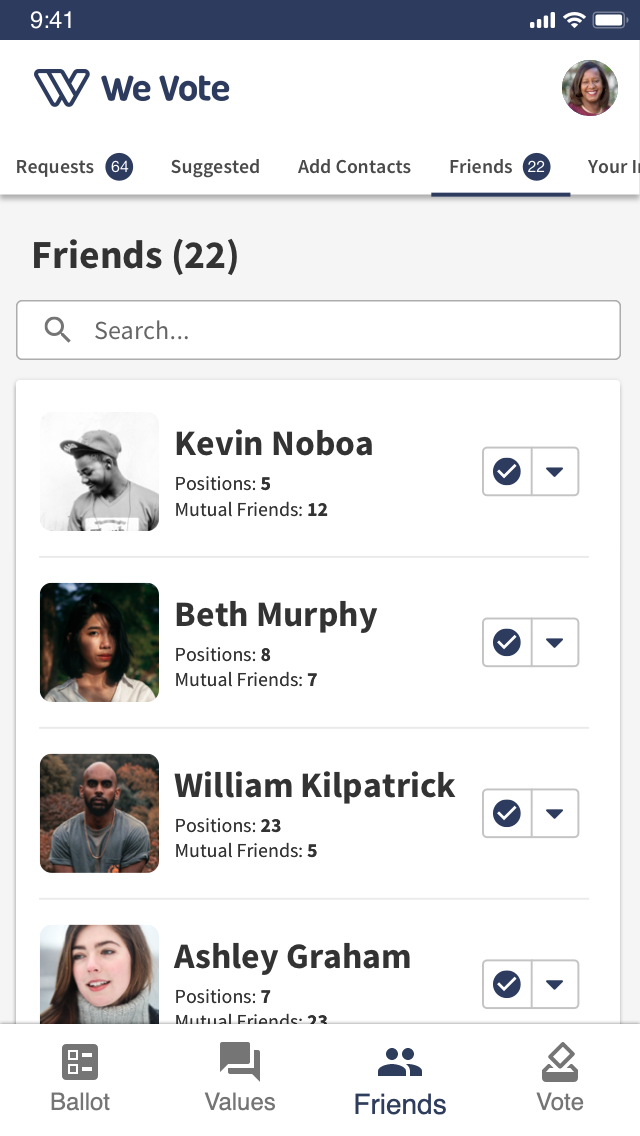 9:41
We Vote
Requests 64 Suggested Add Contacts Friends 22 Your I
Friends (22)
Search...
Kevin Noboa
Positions: 5
Mutual Friends: 12
Beth Murphy
Positions: 8
Mutual Friends: 7
William Kilpatrick
Positions: 23
Mutual Friends: 5
Ashley Graham
Positions: 7
Mutual Friends: 23
Ballot Values Friends Vote